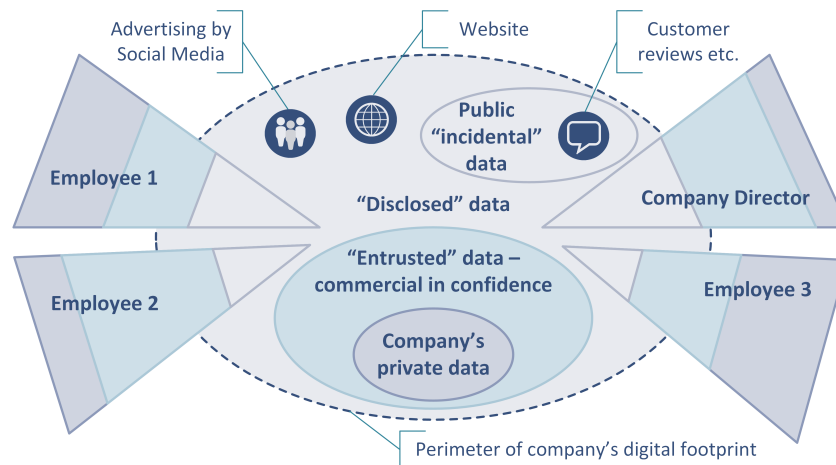 Advertising by
Social Media
Website
Customer
reviews etc.
Public
“incidental”
data
Employee 1
Company Director
“Disclosed” data
“Entrusted” data –
commercial in confidence
Employee 2
Employee 3
Company’s
private data
Perimeter of company’s digital footprint